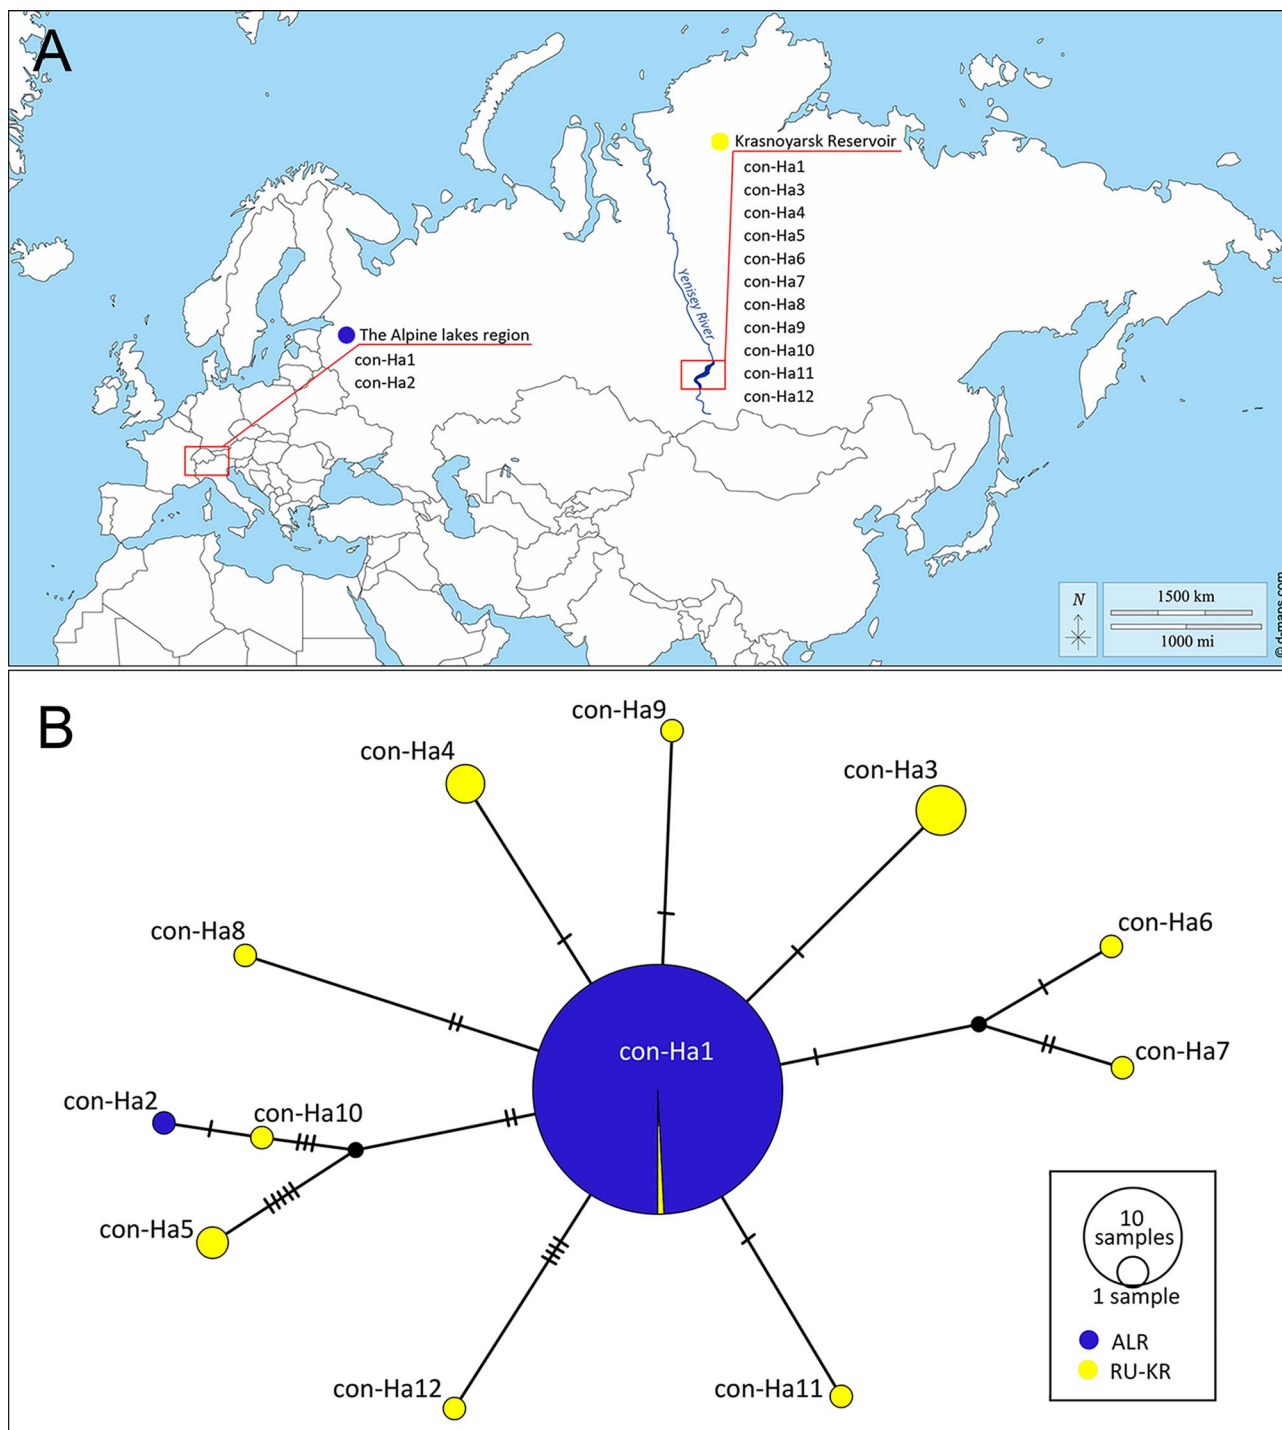 A
Krasnoyarsk Reservoir
con-Ha1
con-Ha3
con-Ha4
con-Ha5
con-Ha6
con-Ha7
con-Ha8
con-Ha9
con-Ha10
con-Ha11
con-Ha12
Yenisey River
The Alpine lakes region
con-Ha1
con-Ha2
N
1500 km
1000 mi
© d-maps.com
B
con-Ha9
con-Ha4
con-Ha3
con-Ha6
con-Ha8
con-Ha1
con-Ha7
con-Ha2
con-Ha10
con-Ha5
10
samples
1 sample
ALR
RU-KR
con-Ha12
con-Ha11